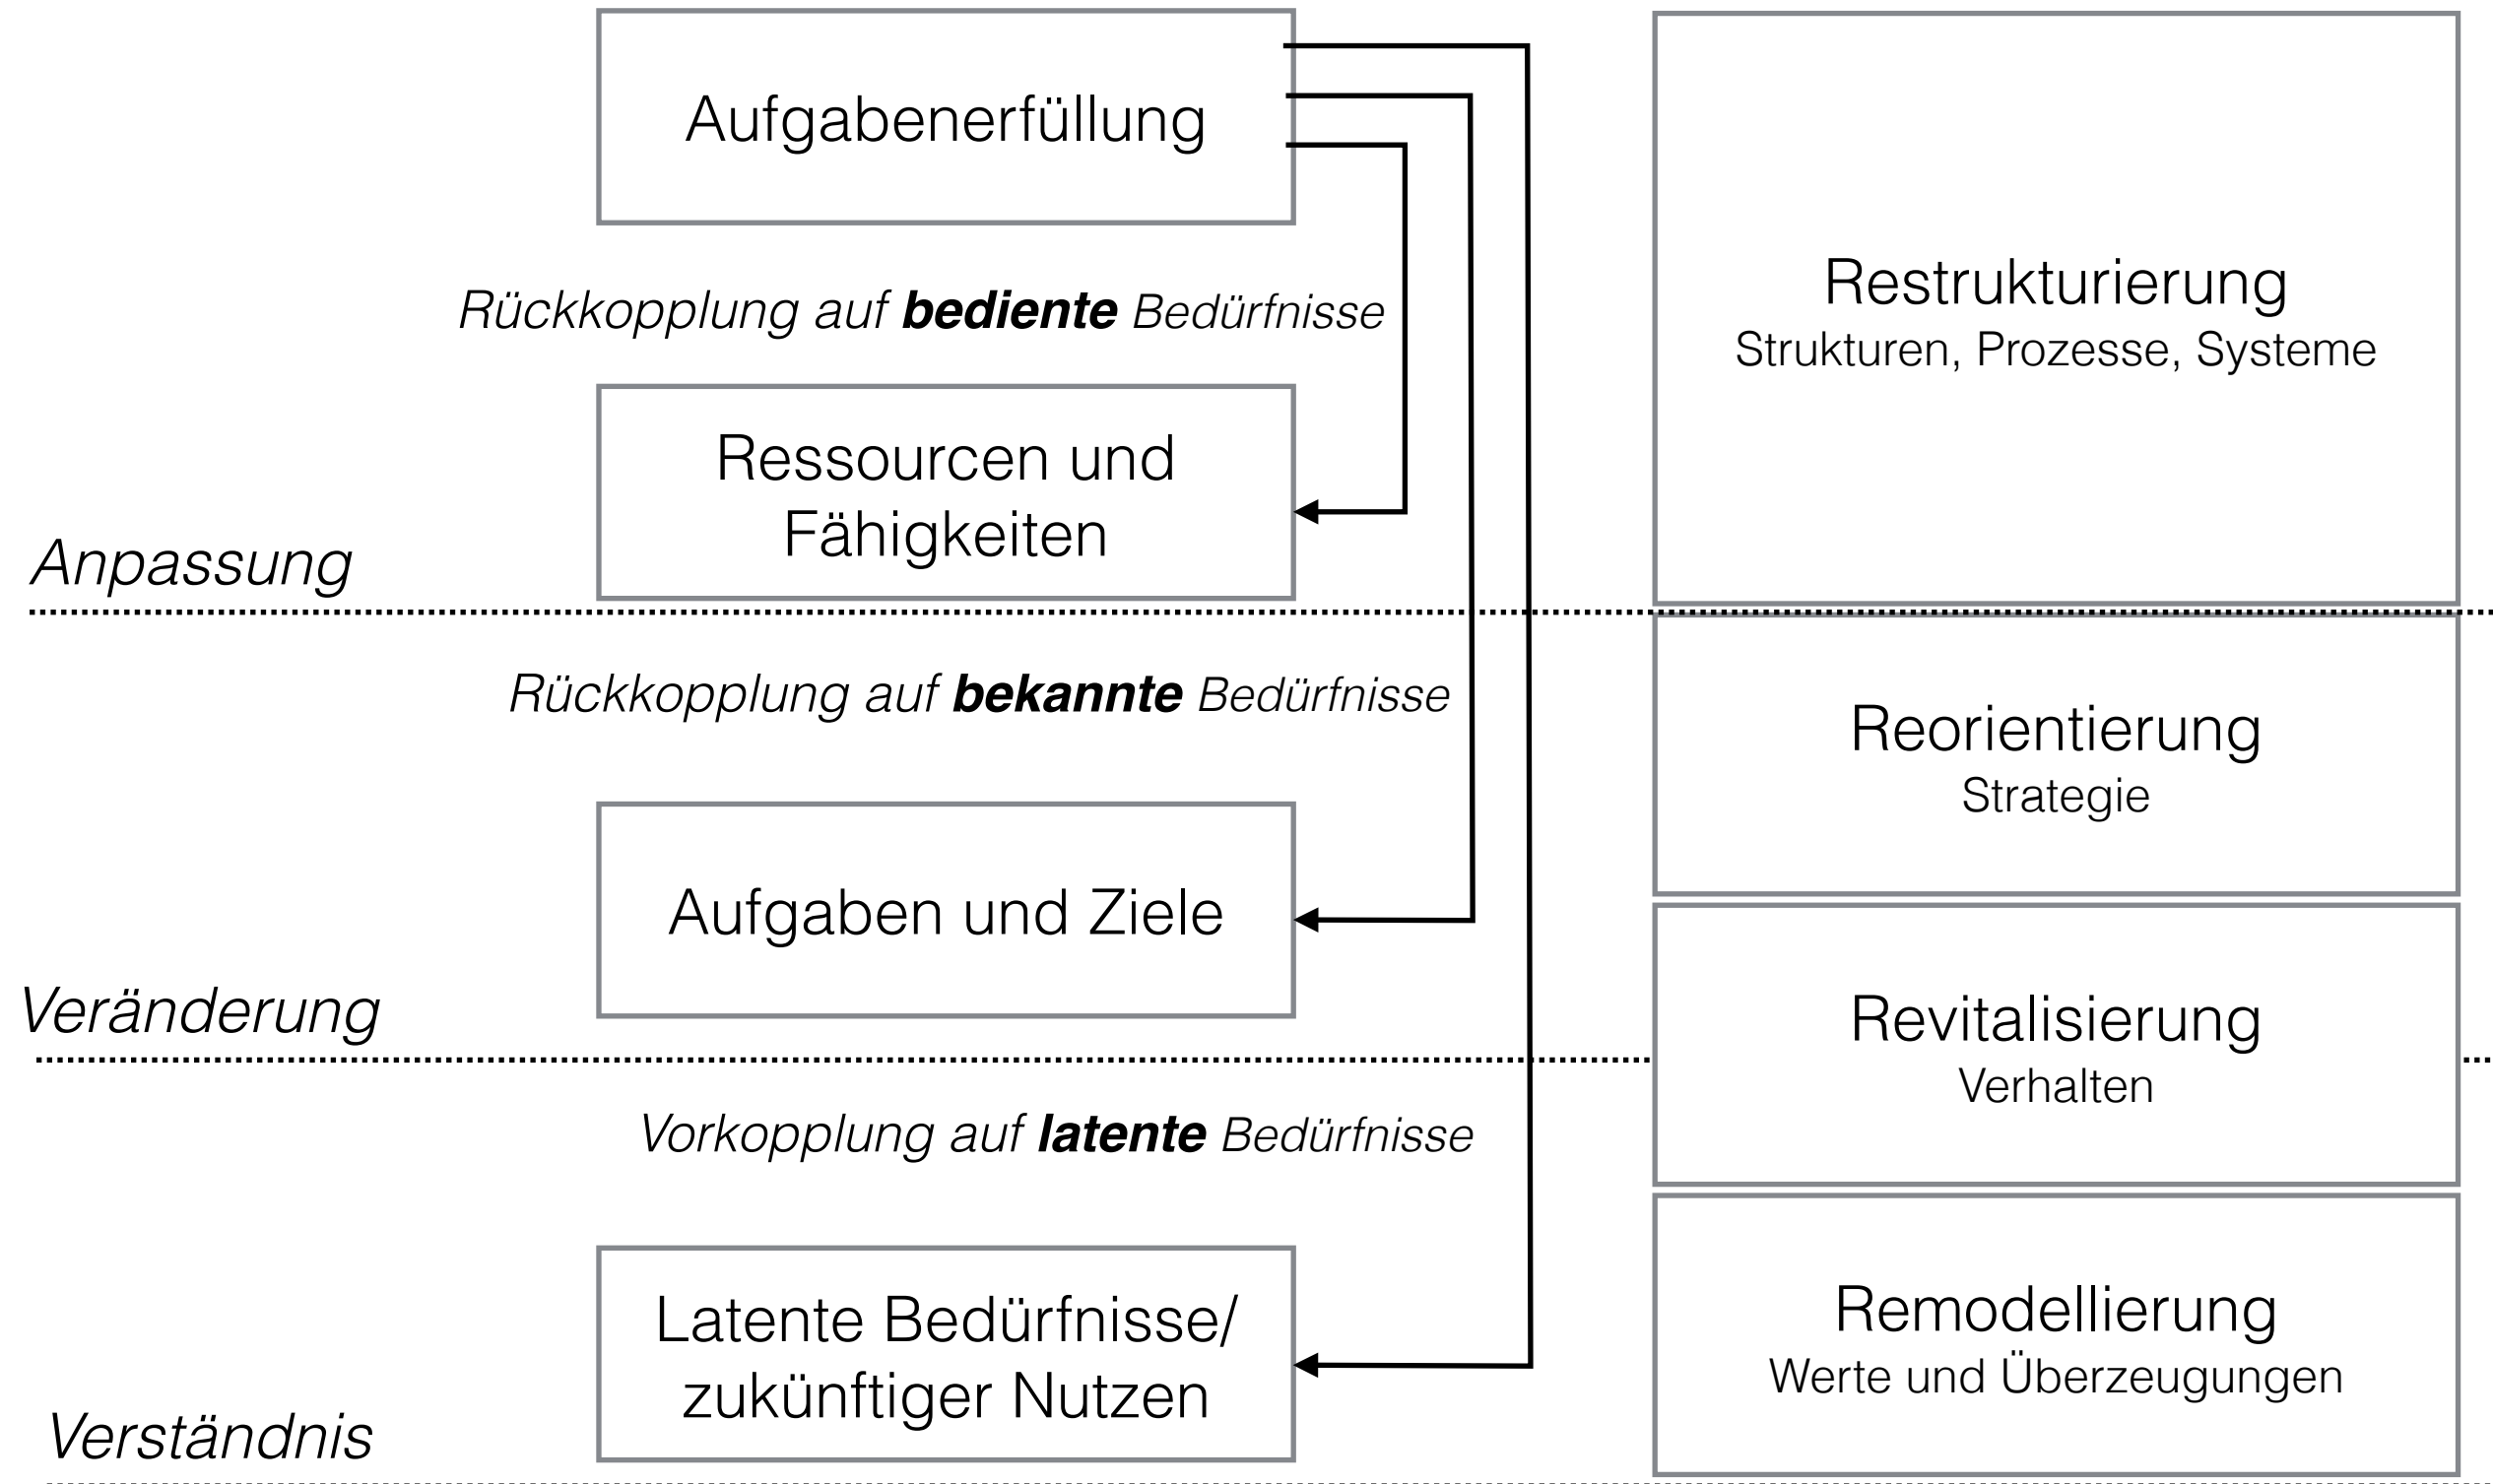 Aufgabenerfüllung
Rückkopplung auf bediente Bedürfnisse
Restrukturierung
Strukturen, Prozesse, Systeme
Ressourcen und
Fähigkeiten
Anpassung
Rückkopplung auf bekannte Bedürfnisse
Reorientierung
Strategie
Aufgaben und Ziele
Veränderung
Revitalisierung
Verhalten
Vorkopplung auf latente Bedürfnisse
Latente Bedürfnisse/
zukünftiger Nutzen
Remodellierung
Werte und Überzeugungen
Verständnis